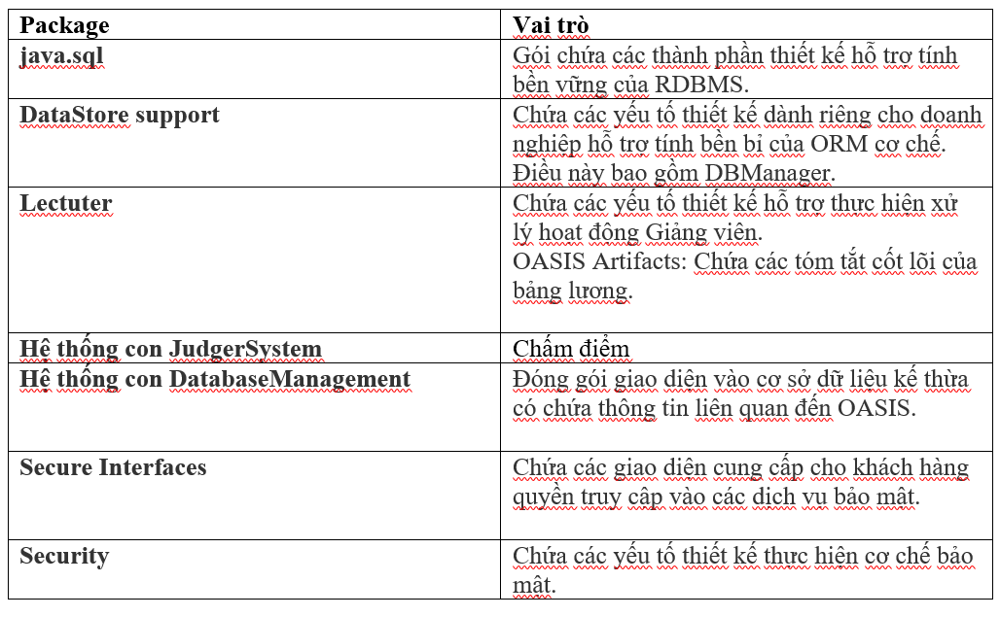 Package
Vai trò
java.sql
Gói chứa các thành phần thiết kế hỗ trợ tính
bền vững của RDBMS.
DataStore support
Chứa các yếu tố thiết kế dành riêng cho doanh
nghiệp hỗ trợ tính bền bỉ của ORM cơ chế.
Điều này bao gồm DBManager.
Lectuter
Chứa các yếu tố thiết kế hỗ trợ thực hiện xử
lý hoạt động Giảng viên.
OASIS Artifacts: Chứa các tóm tắt cốt lõi của
bảng lương.
Hệ thống con JudgerSystem
Chấm điểm
Hệ thống con DatabaseManagement
Đóng gói giao diện vào cơ sở dữ liệu kế thừa
có chứa thông tin liên quan đến OASIS.
Secure Interfaces
Chứa các giao diện cung cấp cho khách hàng
quyền truy cập vào các dịch vụ bảo mật.
Security
Chứa các yếu tố thiết kế thực hiện cơ chế bảo
mật.